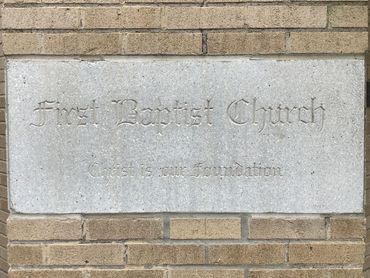 First Baptist Church
Christ is our Foundation